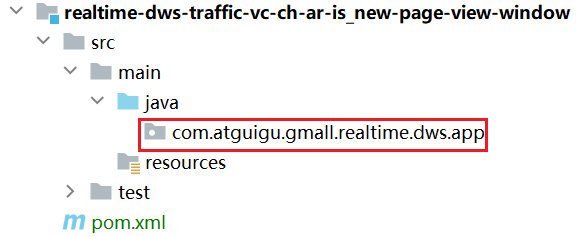 realtime-dws-traffic-vc-ch-ar-is_new-page-view-window
src
main
java
com.atguigu.gmall.realtime.dws.app
resources
test
m pom.xml